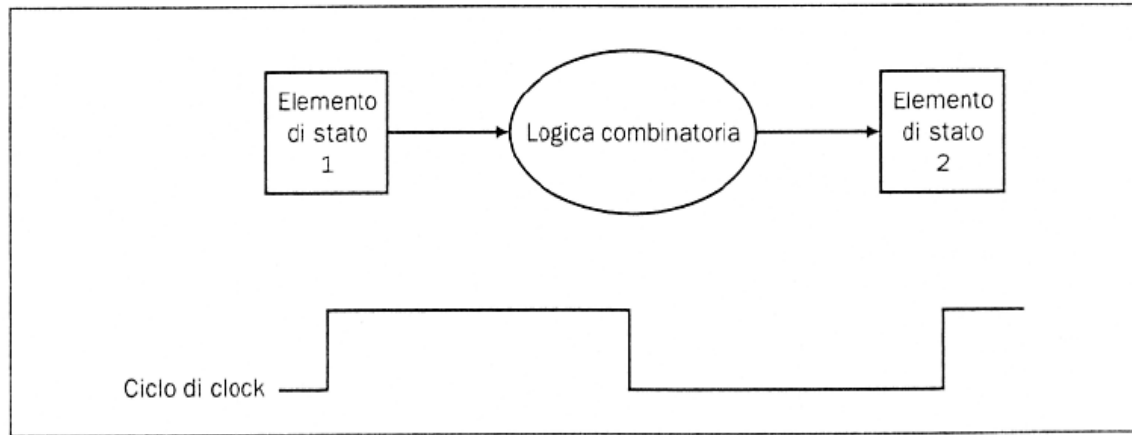 Elemento
di stato
1
Logica combinatoria
Elemento
di stato
2
Ciclo di clock